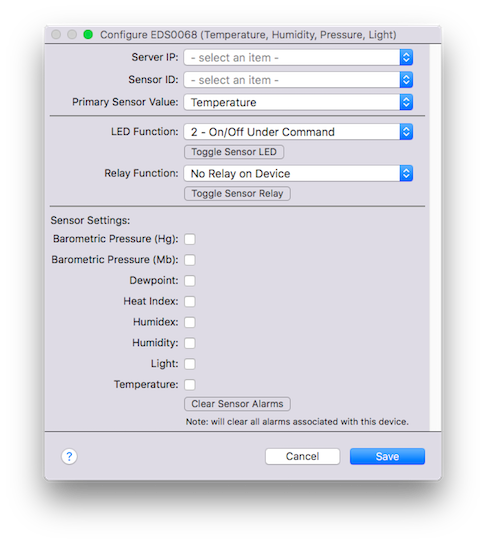 Configure EDS0068 (Temperature, Humidity, Pressure, Light)
Server IP: - select an item -
Sensor ID: - select an item -
Primary Sensor Value: Temperature
LED Function: 2 - On/Off Under Command
Toggle Sensor LED
Relay Function: No Relay on Device
Toggle Sensor Relay
Sensor Settings:
Barometric Pressure (Hg):
Barometric Pressure (Mb):
Dewpoint:
Heat Index:
Humidex:
Humidity:
Light:
Temperature:
Clear Sensor Alarms
Note: will clear all alarms associated with this device.
? Cancel Save